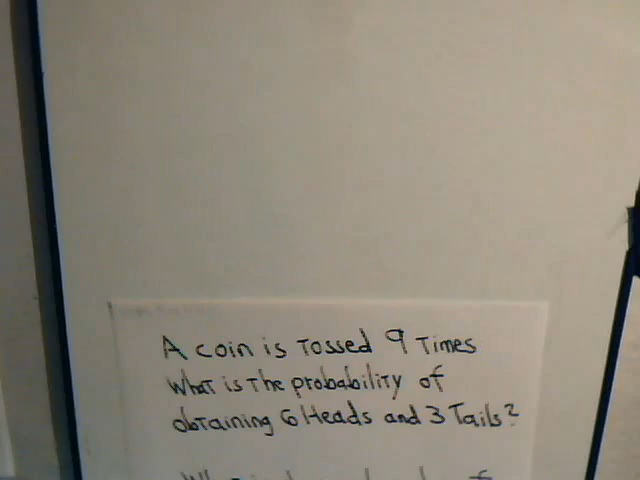 A coin is Tossed 9 Times
What is the probability of
obtaining 6 Heads and 3 Tails?